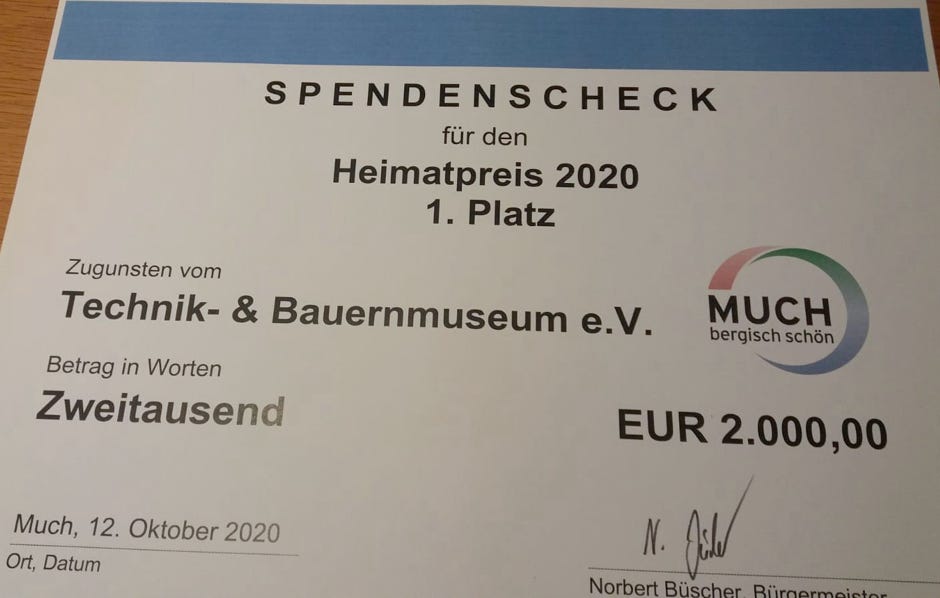 SPENDENSCHECK
für den
Heimatpreis 2020
1. Platz
Zugunsten vom
Technik- & Bauernmuseum e.V.
MUCH
bergisch schön
Betrag in Worten
Zweitausend
EUR 2.000,00
Much, 12. Oktober 2020
Ort, Datum
N. Büscher
Norbert Büscher, Bürgermeister